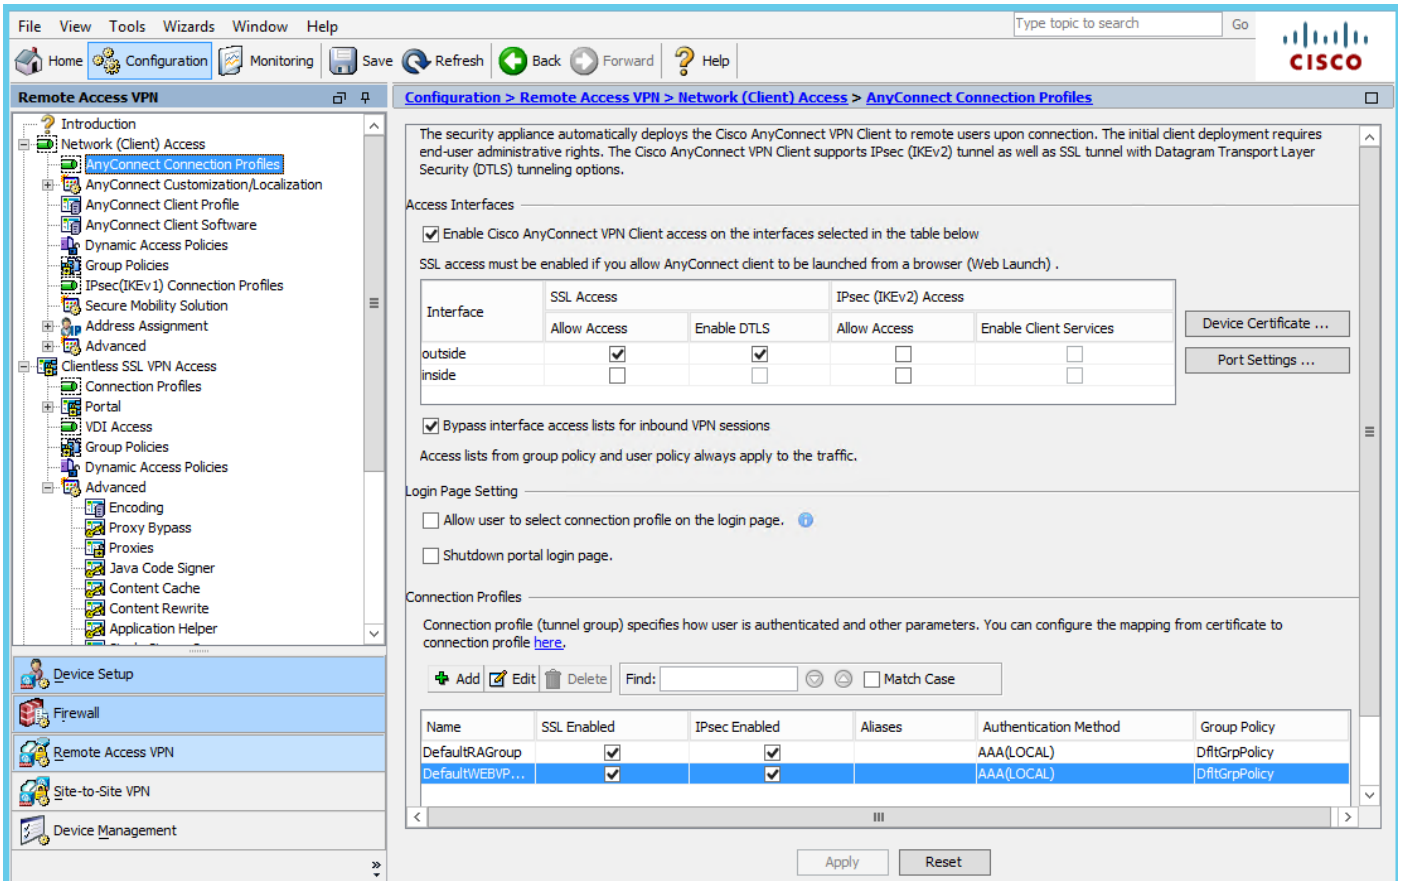 File View Tools Wizards Window Help
Type topic to search Go
Home Configuration Monitoring Save Refresh Back Forward Help
CISCO
Remote Access VPN
Introduction
Network (Client) Access
AnyConnect Connection Profiles
AnyConnect Customization/Localization
AnyConnect Client Profile
AnyConnect Client Software
Dynamic Access Policies
Group Policies
IPsec(IKEv1) Connection Profiles
Secure Mobility Solution
Address Assignment
Advanced
Clientless SSL VPN Access
Connection Profiles
Portal
VDI Access
Group Policies
Dynamic Access Policies
Advanced
Encoding
Proxy Bypass
Proxies
Java Code Signer
Content Cache
Content Rewrite
Application Helper
Device Setup
Firewall
Remote Access VPN
Site-to-Site VPN
Device Management
Configuration > Remote Access VPN > Network (Client) Access > AnyConnect Connection Profiles
The security appliance automatically deploys the Cisco AnyConnect VPN Client to remote users upon connection. The initial client deployment requires
end-user administrative rights. The Cisco AnyConnect VPN Client supports IPsec (IKEv2) tunnel as well as SSL tunnel with Datagram Transport Layer
Security (DTLS) tunneling options.
Access Interfaces
Enable Cisco AnyConnect VPN Client access on the interfaces selected in the table below
SSL access must be enabled if you allow AnyConnect client to be launched from a browser (Web Launch) .
Interface SSL Access IPsec (IKEv2) Access
Allow Access Enable DTLS Allow Access Enable Client Services
outside
inside
Device Certificate ...
Port Settings ...
Bypass interface access lists for inbound VPN sessions
Access lists from group policy and user policy always apply to the traffic.
Login Page Setting
Allow user to select connection profile on the login page.
Shutdown portal login page.
Connection Profiles
Connection profile (tunnel group) specifies how user is authenticated and other parameters. You can configure the mapping from certificate to
connection profile here.
Add Edit Delete Find: Match Case
Name SSL Enabled IPsec Enabled Aliases Authentication Method Group Policy
DefaultRAGroup AAA(LOCAL) DfltGrpPolicy
DefaultWEBVP... AAA(LOCAL) DfltGrpPolicy
Apply Reset